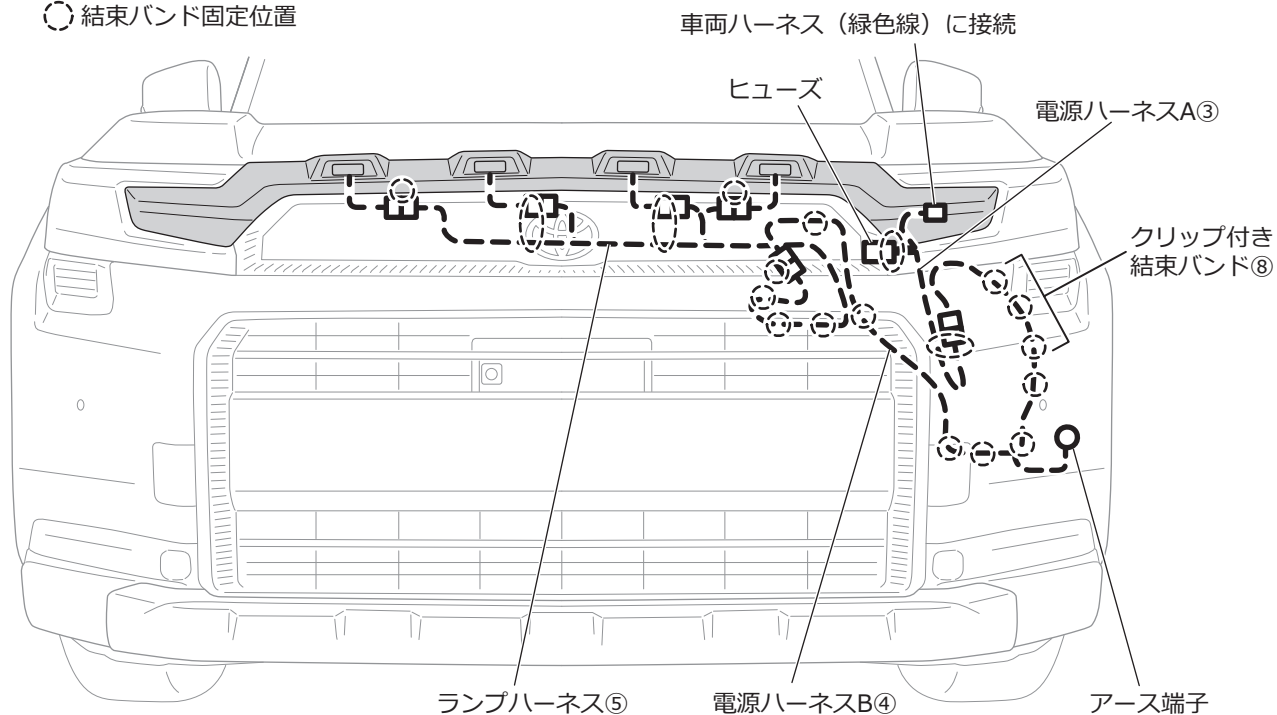 結束バンド固定位置
車両ハーネス（緑色線）に接続
ヒューズ
電源ハーネスA③
クリップ付き
結束バンド⑧
ランプハーネス⑤
電源ハーネスB④
アース端子